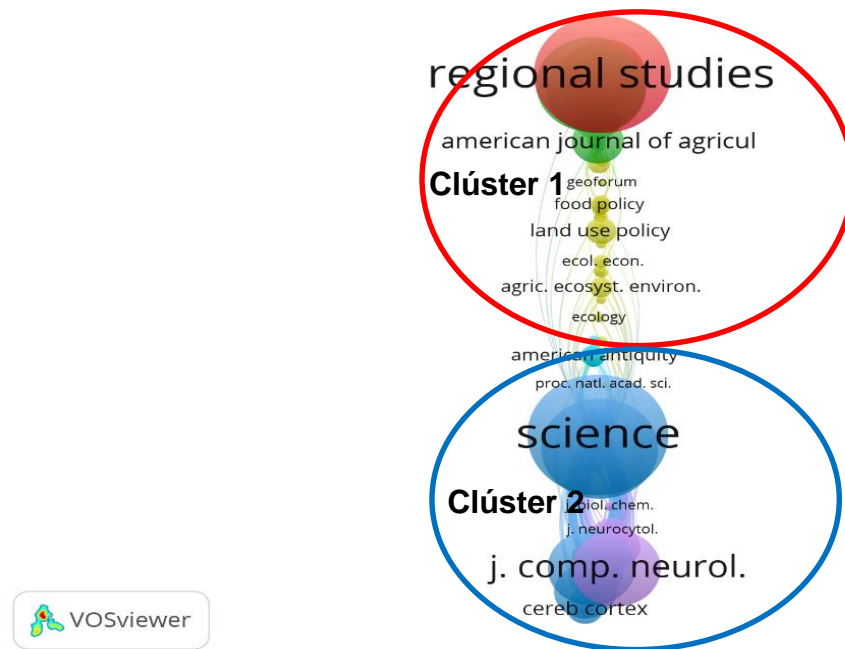 regional studies
american journal of agricul
Clúster 1
geoforum
food policy
land use policy
ecol. econ.
agric. ecosyst. environ.
ecology
american antiquity
proc. natl. acad. sci.
science
Clúster 2
j. biol. chem.
j. neurocytol.
j. comp. neurol.
cereb cortex
VOSviewer